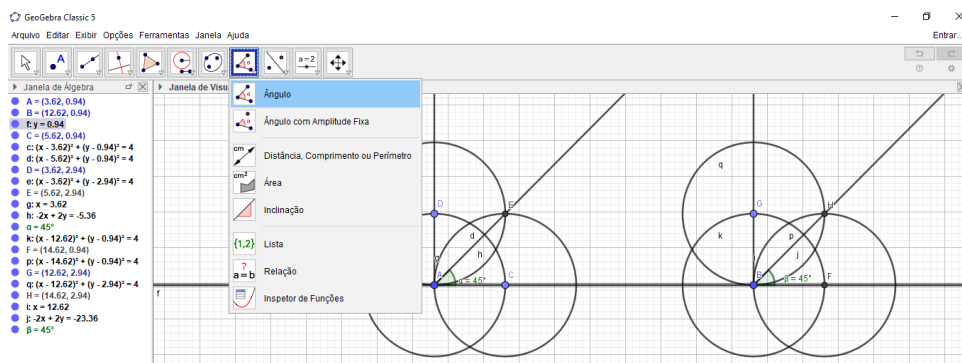 GeoGebra Classic 5
Arquivo Editar Exibir Opções Ferramentas Janela Ajuda
Entrar...
A
a=2
Janela de Álgebra
Janela de Visu
A = (3.62, 0.94)
B = (12.62, 0.94)
f: y = 0.94
C = (5.62, 0.94)
c: (x - 3.62)² + (y - 0.94)² = 4
d: (x - 5.62)² + (y - 0.94)² = 4
D = (3.62, 2.94)
e: (x - 3.62)² + (y - 2.94)² = 4
E = (5.62, 2.94)
g: x = 3.62
h: -2x + 2y = -5.36
α = 45°
k: (x - 12.62)² + (y - 0.94)² = 4
F = (14.62, 0.94)
p: (x - 14.62)² + (y - 0.94)² = 4
G = (12.62, 2.94)
q: (x - 12.62)² + (y - 2.94)² = 4
H = (14.62, 2.94)
i: x = 12.62
j: -2x + 2y = -23.36
β = 45°
Ângulo
Ângulo com Amplitude Fixa
cm
Distância, Comprimento ou Perímetro
cm²
Área
Inclinação
{1,2}
Lista
?
a=b
Relação
Inspetor de Funções
D
E
d
h
g
A
α = 45°
C
f
q
G
H
k
p
j
B
β = 45°
F